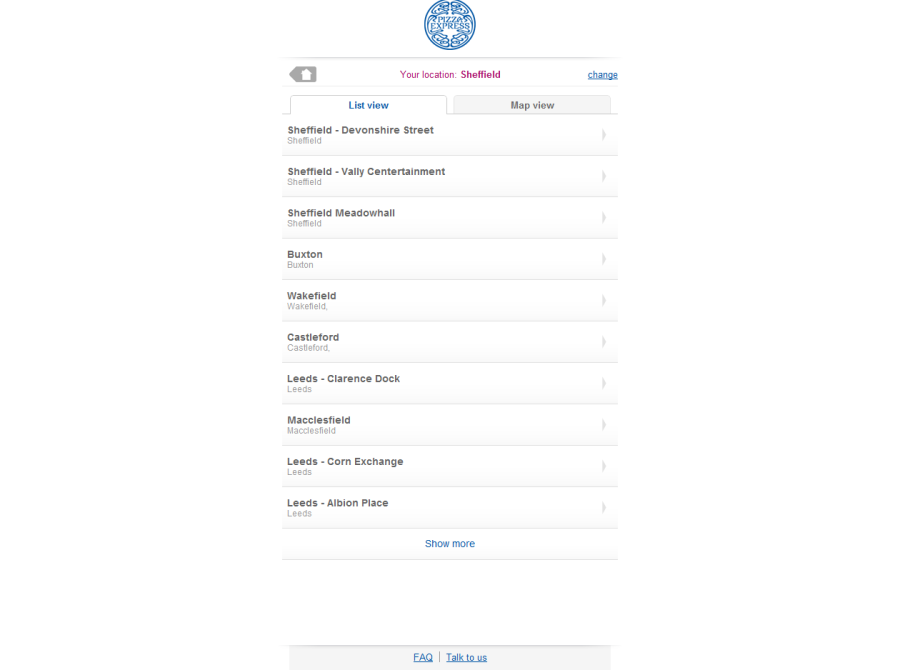 PIZZA
EXPRESS
Your location: Sheffield
change
List view
Map view
Sheffield - Devonshire Street
Sheffield
Sheffield - Vally Centertainment
Sheffield
Sheffield Meadowhall
Sheffield
Buxton
Buxton
Wakefield
Wakefield,
Castleford
Castleford,
Leeds - Clarence Dock
Leeds
Macclesfield
Macclesfield
Leeds - Corn Exchange
Leeds
Leeds - Albion Place
Leeds
Show more
FAQ | Talk to us